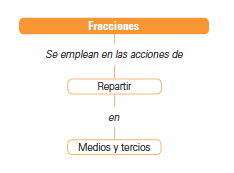 Fracciones
Se emplean en las acciones de
Repartir
en
Medios y tercios